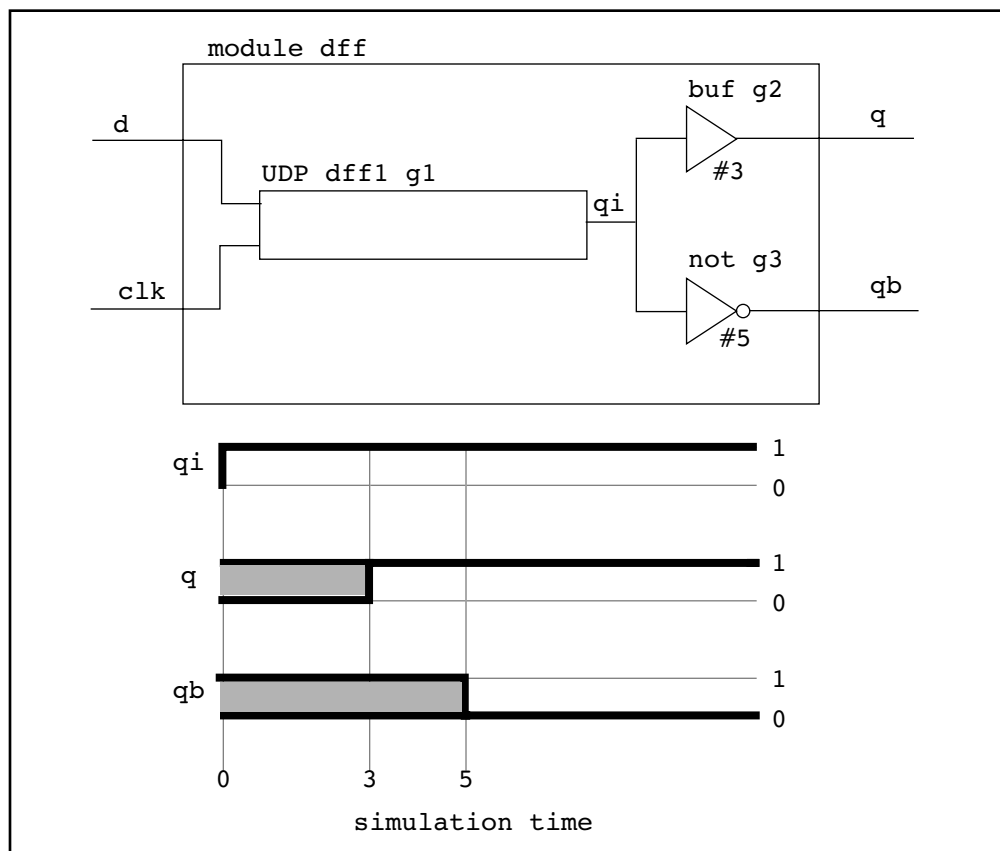 module dff
buf g2
d
q
#3
UDP dff1 g1
qi
not g3
clk
qb
#5
qi
1
0
q
1
0
qb
1
0
0 3 5
simulation time